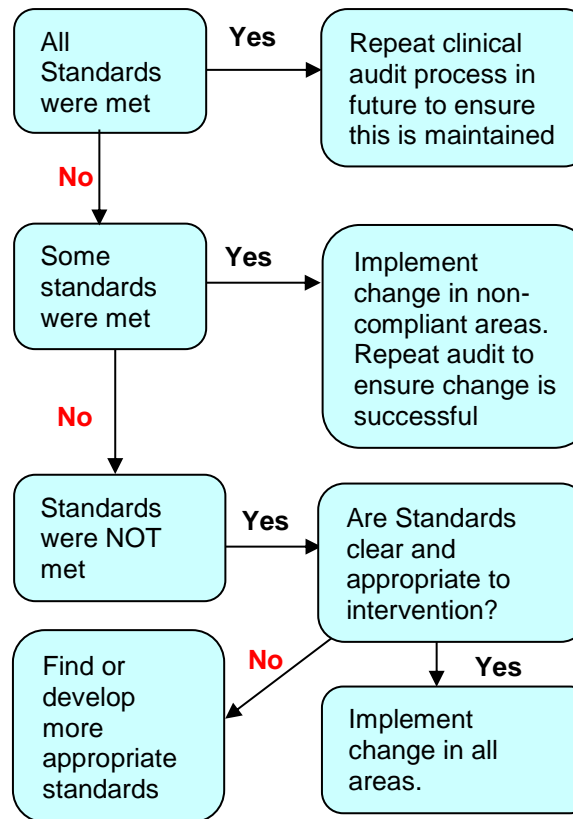 All
Standards
were met
Yes
Repeat clinical
audit process in
future to ensure
this is maintained
No
Some
standards
were met
Yes
Implement
change in non-
compliant areas.
Repeat audit to
ensure change is
successful
No
Standards
were NOT
met
Yes
Are Standards
clear and
appropriate to
intervention?
No
Yes
Find or
develop
more
appropriate
standards
Implement
change in all
areas.